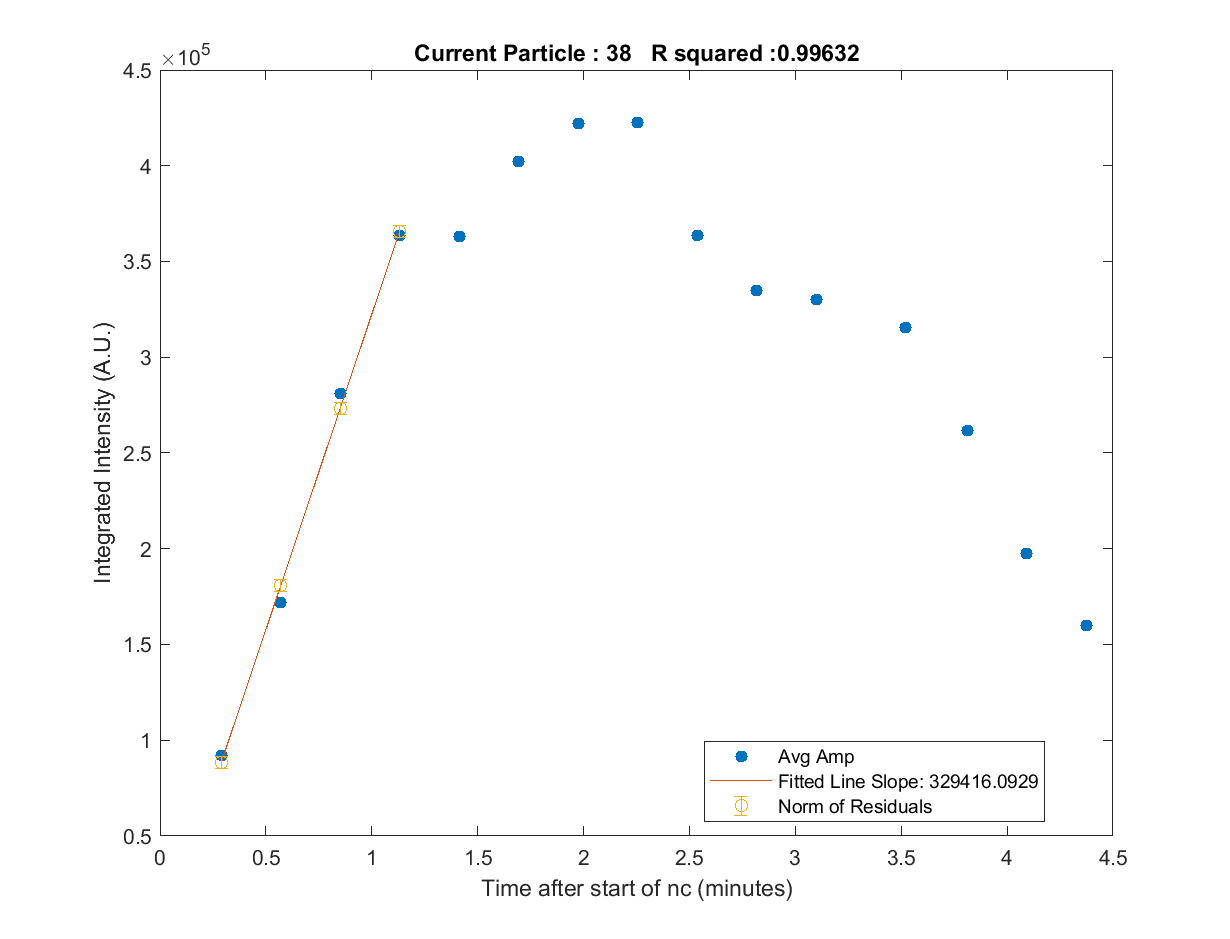 Current Particle : 38   R squared :0.99632
×10^5
4.5
4
3.5
3
2.5
2
1.5
1
0.5
Integrated Intensity (A.U.)
Avg Amp
Fitted Line Slope: 329416.0929
Norm of Residuals
0 0.5 1 1.5 2 2.5 3 3.5 4 4.5
Time after start of nc (minutes)